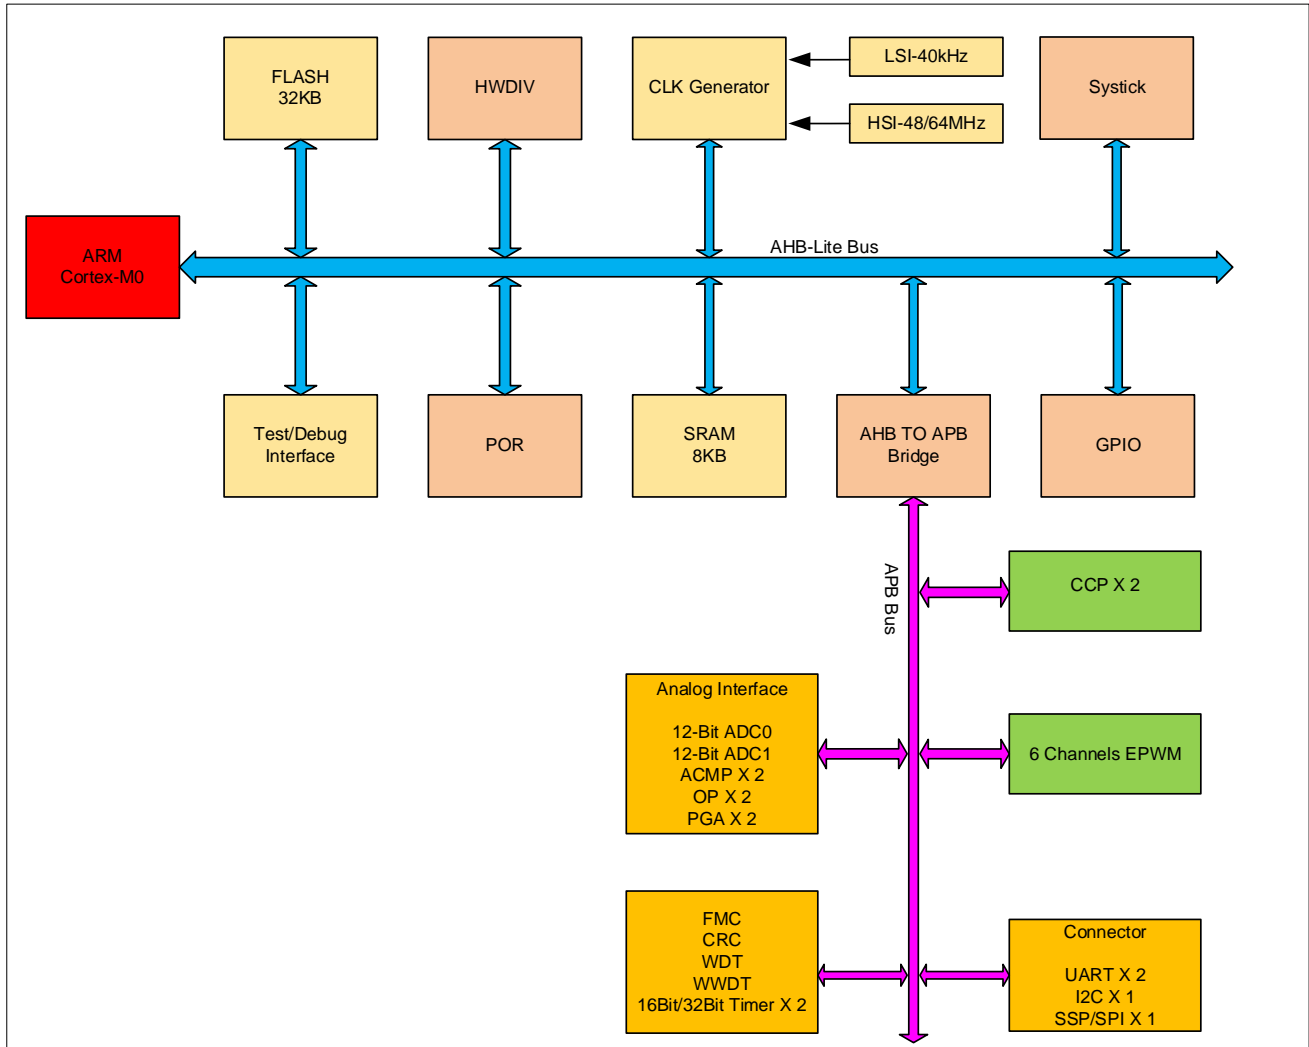 FLASH
32KB
HWDIV
CLK Generator
LSI-40kHz
HSI-48/64MHz
Systick
ARM
Cortex-M0
AHB-Lite Bus
Test/Debug
Interface
POR
SRAM
8KB
AHB TO APB
Bridge
GPIO
APB Bus
CCP X 2
Analog Interface
12-Bit ADC0
12-Bit ADC1
ACMP X 2
OP X 2
PGA X 2
6 Channels EPWM
FMC
CRC
WDT
WWDT
16Bit/32Bit Timer X 2
Connector
UART X 2
I2C X 1
SSP/SPI X 1